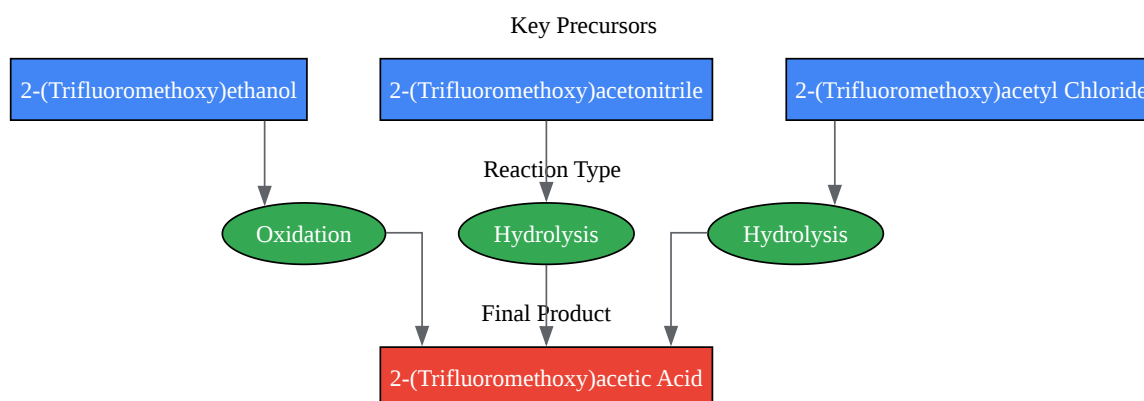 Key Precursors
2-(Trifluoromethoxy)ethanol
2-(Trifluoromethoxy)acetonitrile
2-(Trifluoromethoxy)acetyl Chloride
Reaction Type
Oxidation
Hydrolysis
Hydrolysis
Final Product
2-(Trifluoromethoxy)acetic Acid